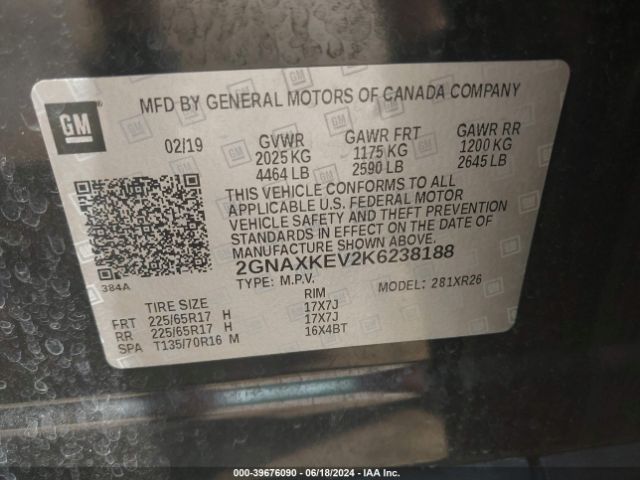 GM
MFD BY GENERAL MOTORS OF CANADA COMPANY
02/19 GVWR GAWR FRT GAWR RR
2025 KG 1175 KG 1200 KG
4464 LB 2590 LB 2645 LB
THIS VEHICLE CONFORMS TO ALL
APPLICABLE U.S. FEDERAL MOTOR
VEHICLE SAFETY AND THEFT PREVENTION
STANDARDS IN EFFECT ON THE DATE OF
MANUFACTURE SHOWN ABOVE.
384A
2GNAXKEV2K6238188
TYPE: M.P.V. MODEL: 281XR26
TIRE SIZE RIM
FRT 225/65R17 H 17X7J
RR 225/65R17 H 17X7J
SPA T135/70R16 M 16X4BT
000-39676090 - 06/18/2024 - IAA Inc.